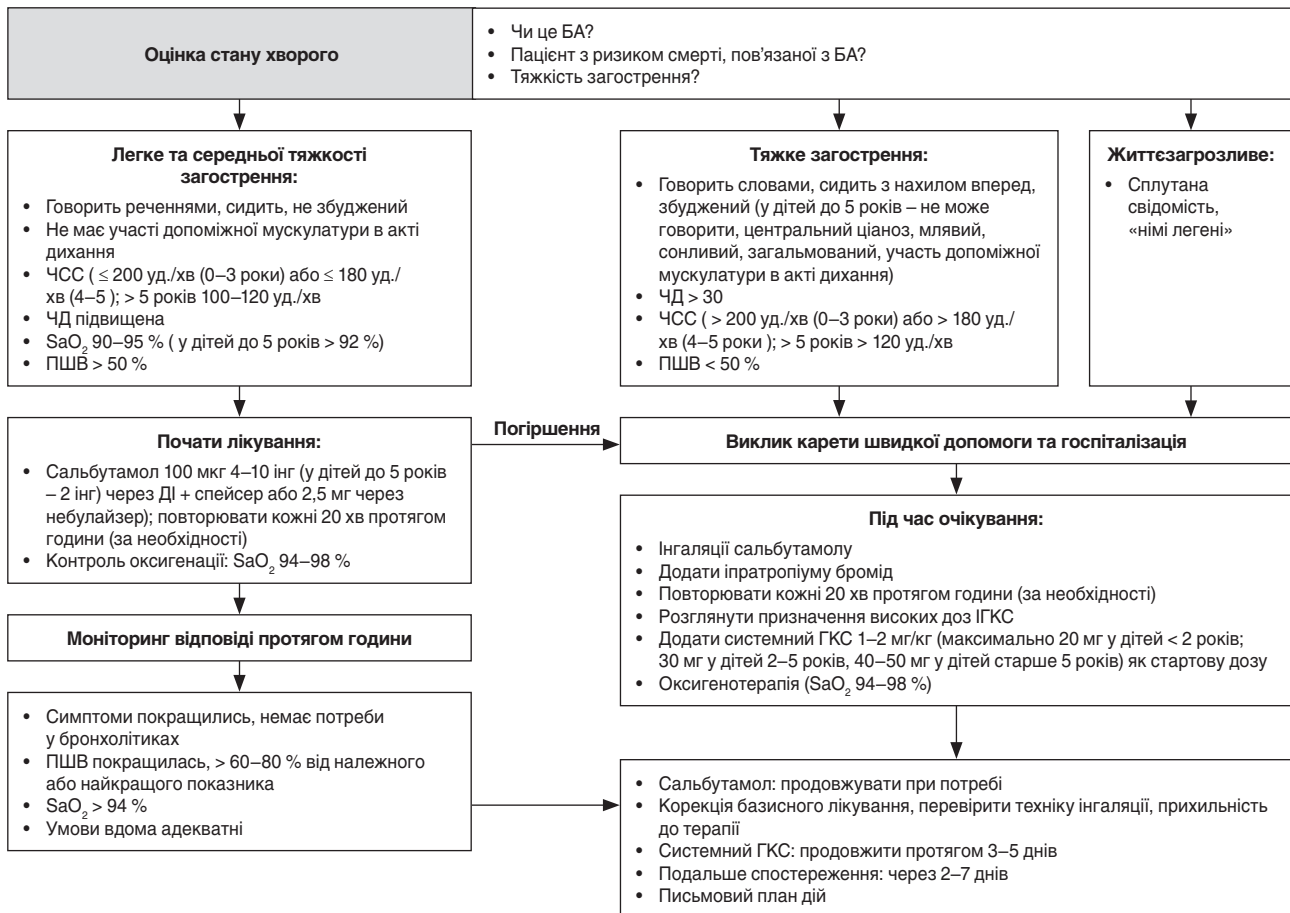 Оцінка стану хворого
• Чи це БА?
• Пацієнт з ризиком смерті, пов’язаної з БА?
• Тяжкість загострення?
Легке та середньої тяжкості
загострення:
• Говорить реченнями, сидить, не збуджений
• Не має участі допоміжної мускулатури в акті
дихання
• ЧСС ( ≤ 200 уд./хв (0–3 роки) або ≤ 180 уд./
хв (4–5 ); > 5 років 100–120 уд./хв
• ЧД підвищена
• SaO₂ 90–95 % ( у дітей до 5 років > 92 %)
• ПШВ > 50 %
Тяжке загострення:
• Говорить словами, сидить з нахилом вперед,
збуджений (у дітей до 5 років – не може
говорити, центральний ціаноз, млявий,
сонливий, загальмований, участь допоміжної
мускулатури в акті дихання)
• ЧД > 30
• ЧСС ( > 200 уд./хв (0–3 роки) або > 180 уд./
хв (4–5 роки ); > 5 років > 120 уд./хв
• ПШВ < 50 %
Життєзагрозливе:
• Сплутана
свідомість,
«німі легені»
Почати лікування:
• Сальбутамол 100 мкг 4–10 інг (у дітей до 5 років
– 2 інг) через ДІ + спейсер або 2,5 мг через
небулайзер); повторювати кожні 20 хв протягом
години (за необхідності)
• Контроль оксигенації: SaO₂ 94–98 %
Погіршення
Виклик карети швидкої допомоги та госпіталізація
Під час очікування:
• Інгаляції сальбутамолу
• Додати іпратропіуму бромід
• Повторювати кожні 20 хв протягом години (за необхідності)
• Розглянути призначення високих доз ІГКС
• Додати системний ГКС 1–2 мг/кг (максимально 20 мг у дітей < 2 років;
30 мг у дітей 2–5 років, 40–50 мг у дітей старше 5 років) як стартову дозу
• Оксигенотерапія (SaO₂ 94–98 %)
Моніторинг відповіді протягом години
• Симптоми покращились, немає потреби
у бронхолітиках
• ПШВ покращилась, > 60–80 % від належного
або найкращого показника
• SaO₂ > 94 %
• Умови вдома адекватні
• Сальбутамол: продовжувати при потребі
• Корекція базисного лікування, перевірити техніку інгаляції, прихильність
до терапії
• Системний ГКС: продовжити протягом 3–5 днів
• Подальше спостереження: через 2–7 днів
• Письмовий план дій